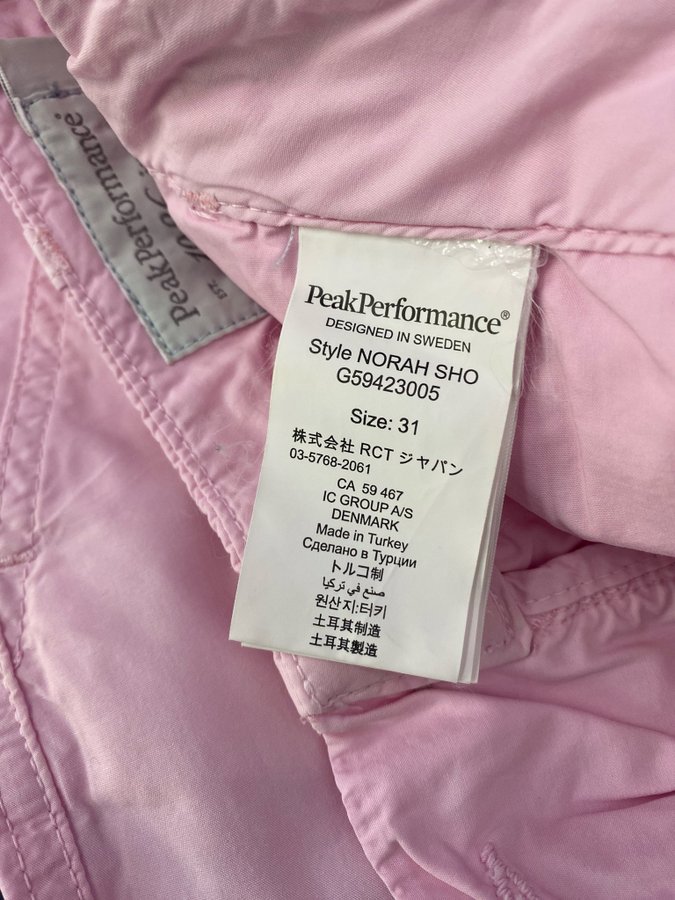 PeakPerformance®
DESIGNED IN SWEDEN
Style NORAH SHO
G59423005
Size: 31
株式会社 RCT ジャパン
03-5768-2061
CA 59 467
IC GROUP A/S
DENMARK
Made in Turkey
Сделано в Турции
トルコ制
صنع في تركيا
원산지:터키
土耳其制造
土耳其製造
PeakPerformance®
EST.